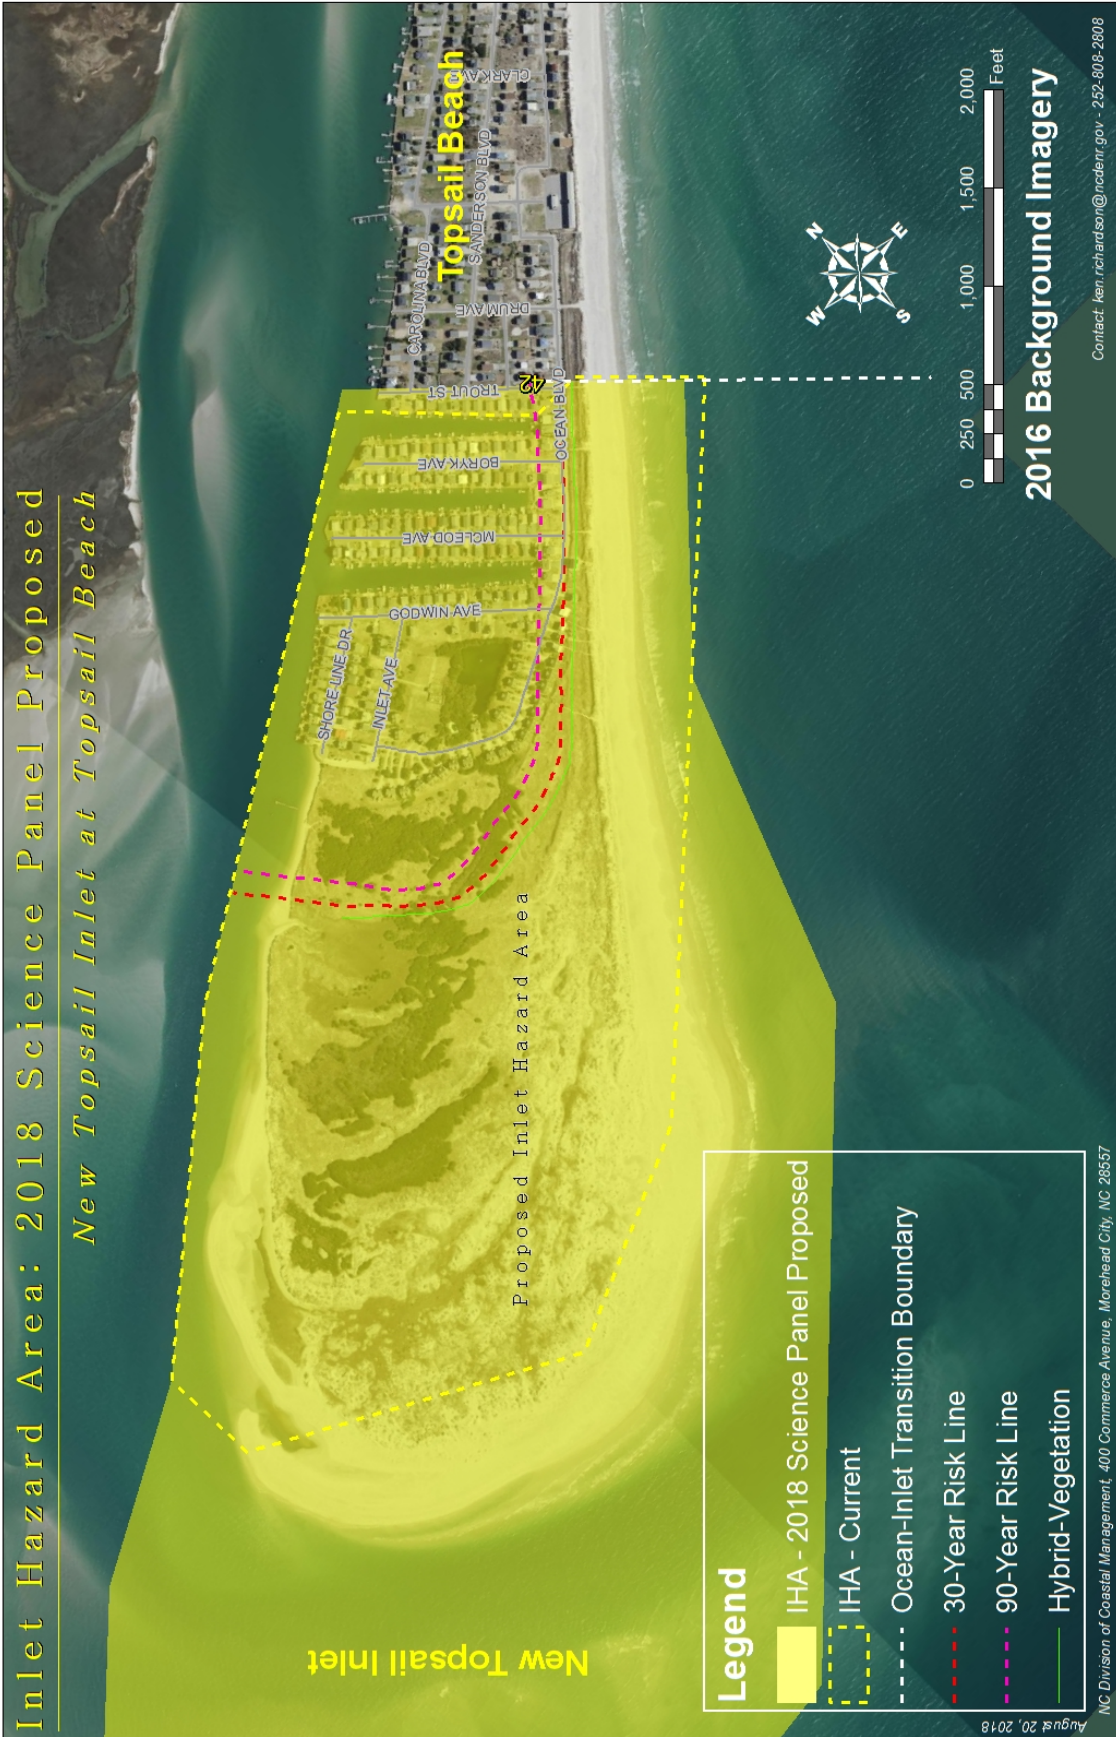 Inlet Hazard Area: 2018 Science Panel Proposed
New Topsail Inlet at Topsail Beach
New Topsail Inlet
Proposed Inlet Hazard Area
SHORE LINE DR
INLET AVE
GODWIN AVE
MCLEOD AVE
BORYK AVE
TROUT ST
42
OCEAN BLVD
CAROLINA BLVD
DRUM AVE
Topsail Beach
SANDERSON BLVD
CLARK AVE
Legend
IHA - 2018 Science Panel Proposed
IHA - Current
Ocean-Inlet Transition Boundary
30-Year Risk Line
90-Year Risk Line
Hybrid-Vegetation
N
E
S
W
0 250 500 1,000 1,500 2,000
Feet
2016 Background Imagery
August 20, 2018
NC Division of Coastal Management, 400 Commerce Avenue, Morehead City, NC 28557
Contact: ken.richardson@ncdenr.gov - 252-808-2808